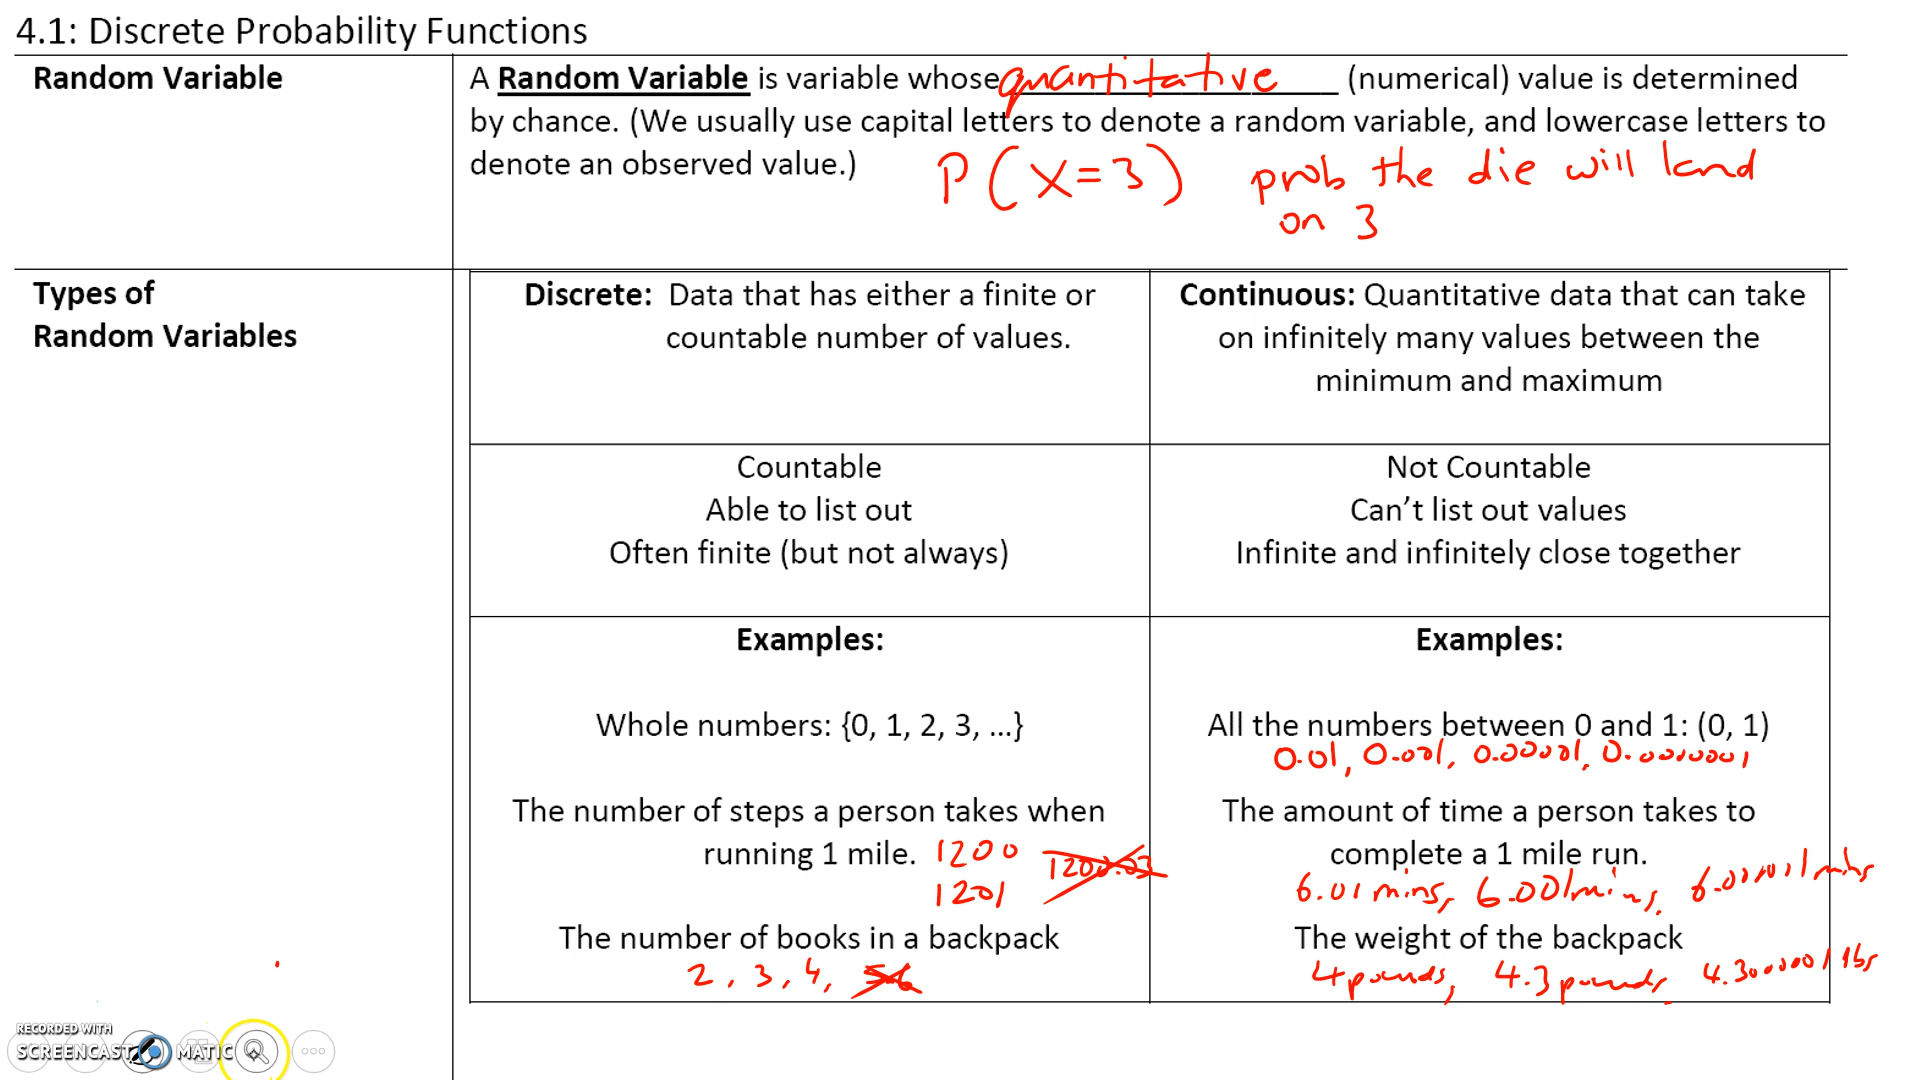 4.1: Discrete Probability Functions
Random Variable
A Random Variable is variable whose quantitative (numerical) value is determined
by chance. (We usually use capital letters to denote a random variable, and lowercase letters to
denote an observed value.)
P(X=3) prob the die will land
on 3
Types of
Random Variables
Discrete: Data that has either a finite or
countable number of values.
Continuous: Quantitative data that can take
on infinitely many values between the
minimum and maximum
Countable
Able to list out
Often finite (but not always)
Not Countable
Can't list out values
Infinite and infinitely close together
Examples:
Whole numbers: {0, 1, 2, 3, ...}
The number of steps a person takes when
running 1 mile. 1200 1200.03
1201
The number of books in a backpack
2, 3, 4,
Examples:
All the numbers between 0 and 1: (0, 1)
0.01, 0.001, 0.00001, 0.0000001
The amount of time a person takes to
complete a 1 mile run.
6.01 mins, 6.001 mins,
The weight of the backpack
4 pounds, 4.3 pounds, 4.3000001 lbs
RECORDED WITH
SCREENCAST MATIC